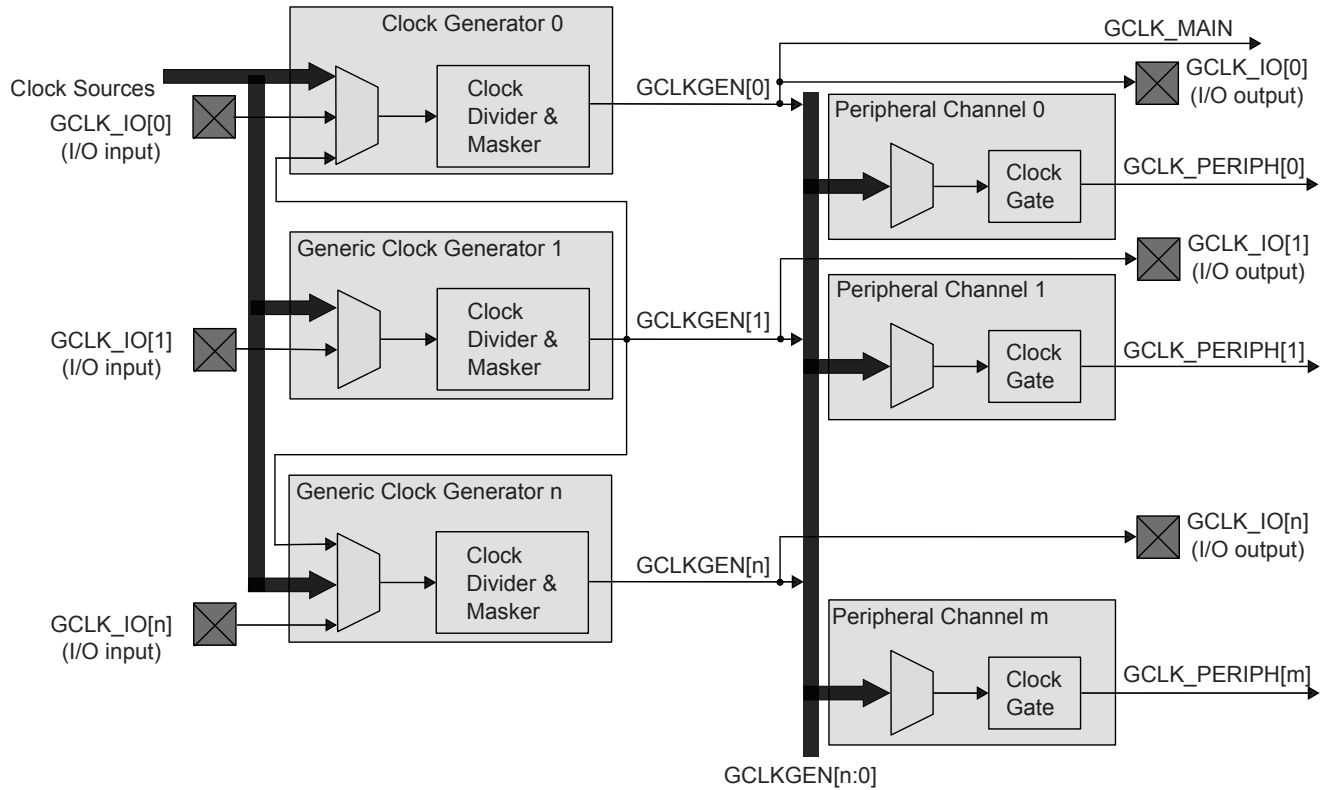 Clock Generator 0
GCLK_MAIN
Clock Sources
GCLK_IO[0]
(I/O input)
Clock
Divider &
Masker
GCLKGEN[0]
GCLK_IO[0]
(I/O output)
Peripheral Channel 0
Clock
Gate
GCLK_PERIPH[0]
Generic Clock Generator 1
GCLK_IO[1]
(I/O input)
Clock
Divider &
Masker
GCLKGEN[1]
GCLK_IO[1]
(I/O output)
Peripheral Channel 1
Clock
Gate
GCLK_PERIPH[1]
Generic Clock Generator n
GCLK_IO[n]
(I/O input)
Clock
Divider &
Masker
GCLKGEN[n]
GCLK_IO[n]
(I/O output)
Peripheral Channel m
Clock
Gate
GCLK_PERIPH[m]
GCLKGEN[n:0]